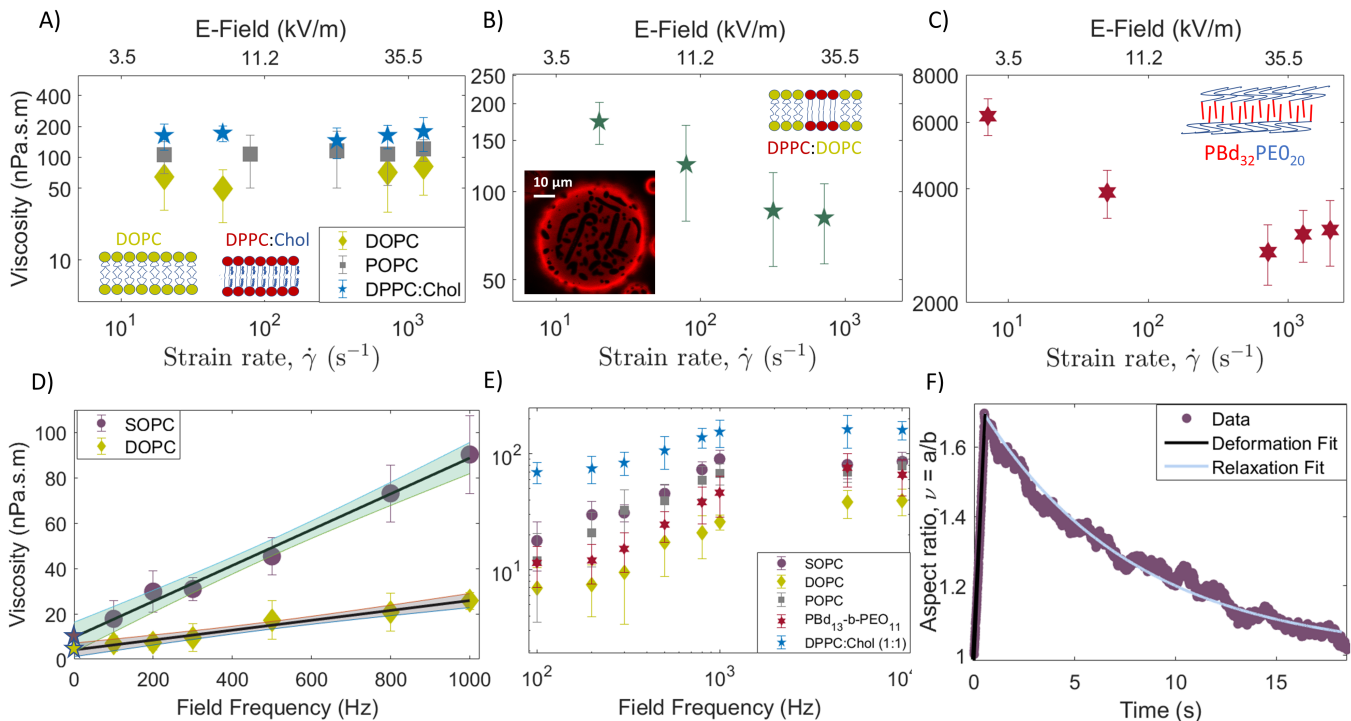 A)
E-Field (kV/m)
3.5 11.2 35.5
400
200
100
50
10
Viscosity (nPa.s.m)
DOPC
DPPC:Chol
DOPC
POPC
DPPC:Chol
10¹ 10² 10³
Strain rate, γ̇ (s⁻¹)
B)
E-Field (kV/m)
3.5 11.2 35.5
250
200
150
100
50
DPPC:DOPC
10 µm
10¹ 10² 10³
Strain rate, γ̇ (s⁻¹)
C)
E-Field (kV/m)
3.5 11.2 35.5
8000
6000
4000
2000
PBd₃₂PEO₂₀
10¹ 10² 10³
Strain rate, γ̇ (s⁻¹)
D)
SOPC
DOPC
100
80
60
40
20
0
Viscosity (nPa.s.m)
0 200 400 600 800 1000
Field Frequency (Hz)
E)
10²
10¹
SOPC
DOPC
POPC
PBd₁₃-b-PEO₁₁
DPPC:Chol (1:1)
10² 10³ 10⁴
Field Frequency (Hz)
F)
Data
Deformation Fit
Relaxation Fit
1.6
1.4
1.2
1
Aspect ratio, ν = a/b
0 5 10 15
Time (s)